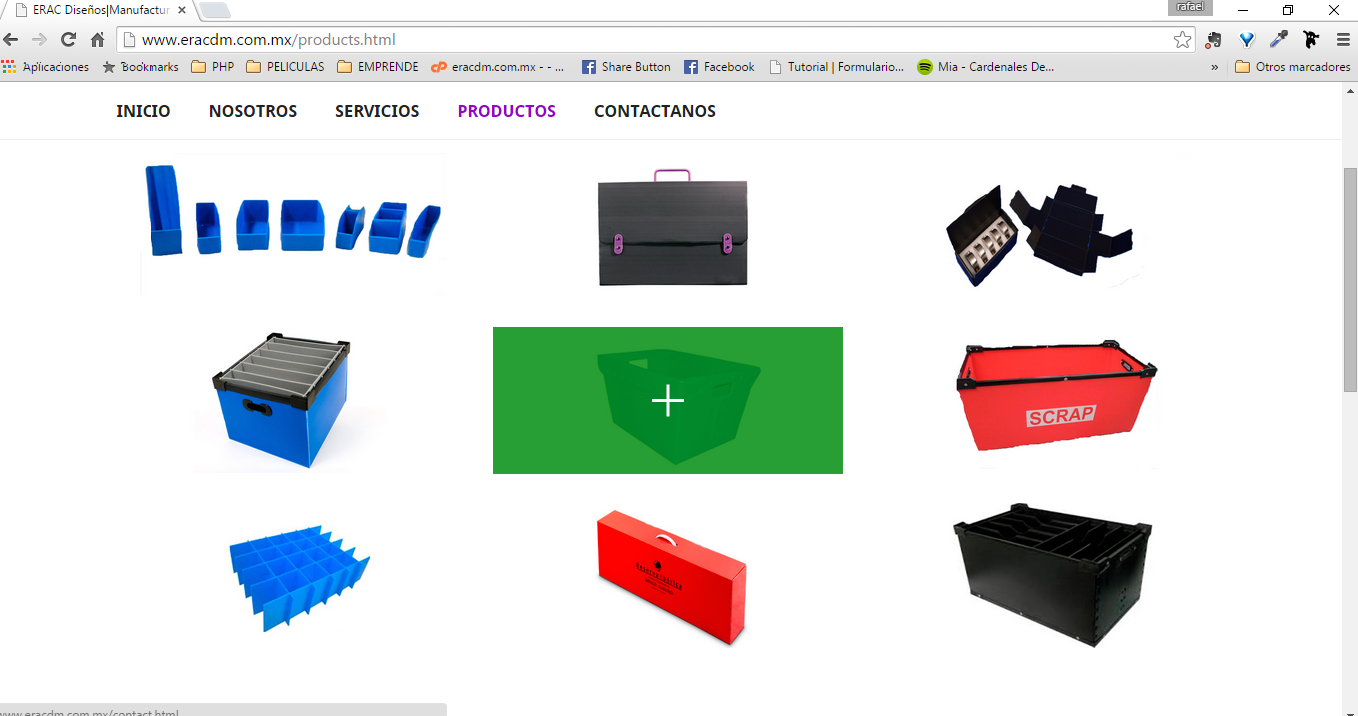 ERAC Diseños|Manufactur
rafael
www.eracdm.com.mx/products.html
Aplicaciones Bookmarks PHP PELICULAS EMPRENDE eracdm.com.mx - - ... Share Button Facebook Tutorial | Formulario... Mia - Cardenales De... » Otros marcadores
INICIO NOSOTROS SERVICIOS PRODUCTOS CONTACTANOS
SCRAP
www.eracdm.com.mx/contact.html